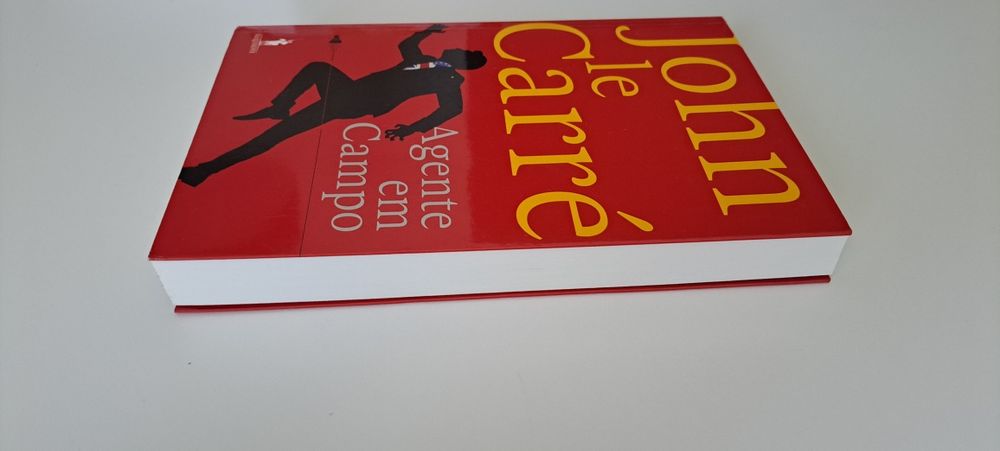 John
le
Carré
Agente
em
Campo